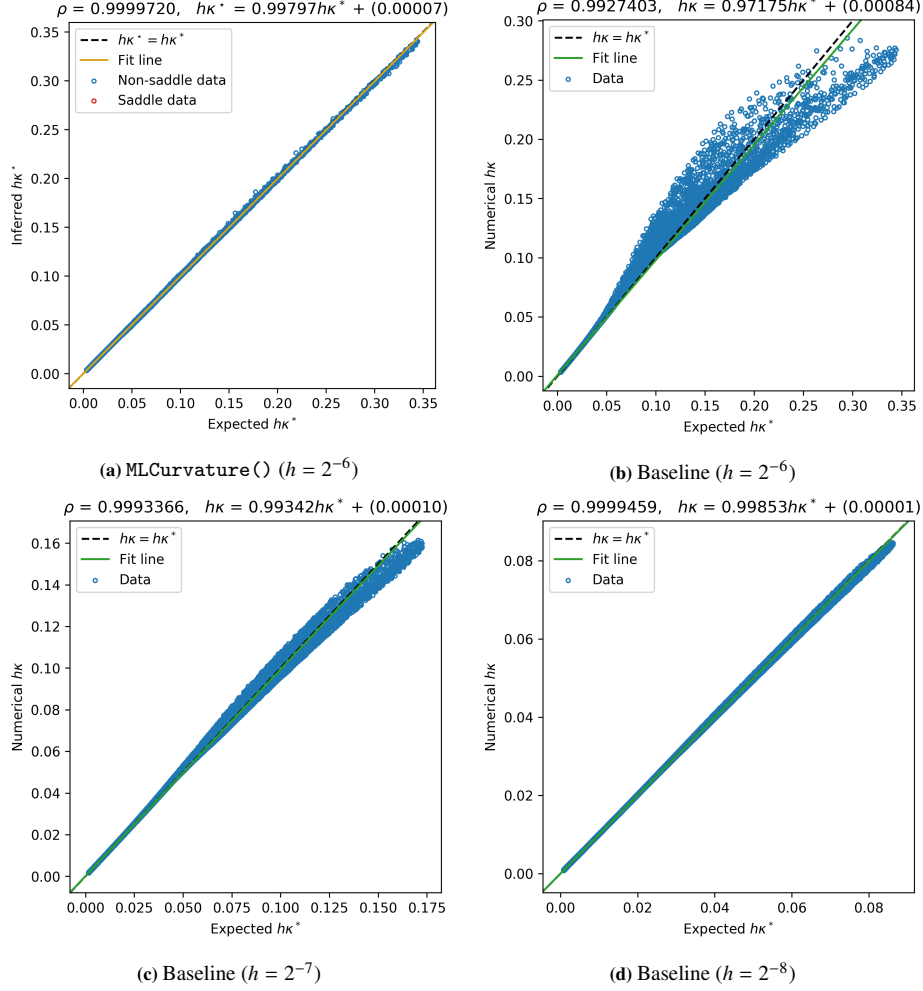 ρ = 0.9999720, hκ⋆ = 0.99797hκ* + (0.00007)
0.35
0.30
0.25
0.20
0.15
0.10
0.05
0.00
Inferred hκ⋆
hκ⋆ = hκ*
Fit line
Non-saddle data
Saddle data
0.00 0.05 0.10 0.15 0.20 0.25 0.30 0.35
Expected hκ*
(a) MLCurvature() (h = 2⁻⁶)
ρ = 0.9927403, hκ = 0.97175hκ* + (0.00084)
0.30
0.25
0.20
0.15
0.10
0.05
0.00
Numerical hκ
hκ = hκ*
Fit line
Data
0.00 0.05 0.10 0.15 0.20 0.25 0.30 0.35
Expected hκ*
(b) Baseline (h = 2⁻⁶)
ρ = 0.9993366, hκ = 0.99342hκ* + (0.00010)
0.16
0.14
0.12
0.10
0.08
0.06
0.04
0.02
0.00
Numerical hκ
hκ = hκ*
Fit line
Data
0.000 0.025 0.050 0.075 0.100 0.125 0.150 0.175
Expected hκ*
(c) Baseline (h = 2⁻⁷)
ρ = 0.9999459, hκ = 0.99853hκ* + (0.00001)
0.08
0.06
0.04
0.02
0.00
Numerical hκ
hκ = hκ*
Fit line
Data
0.00 0.02 0.04 0.06 0.08
Expected hκ*
(d) Baseline (h = 2⁻⁸)